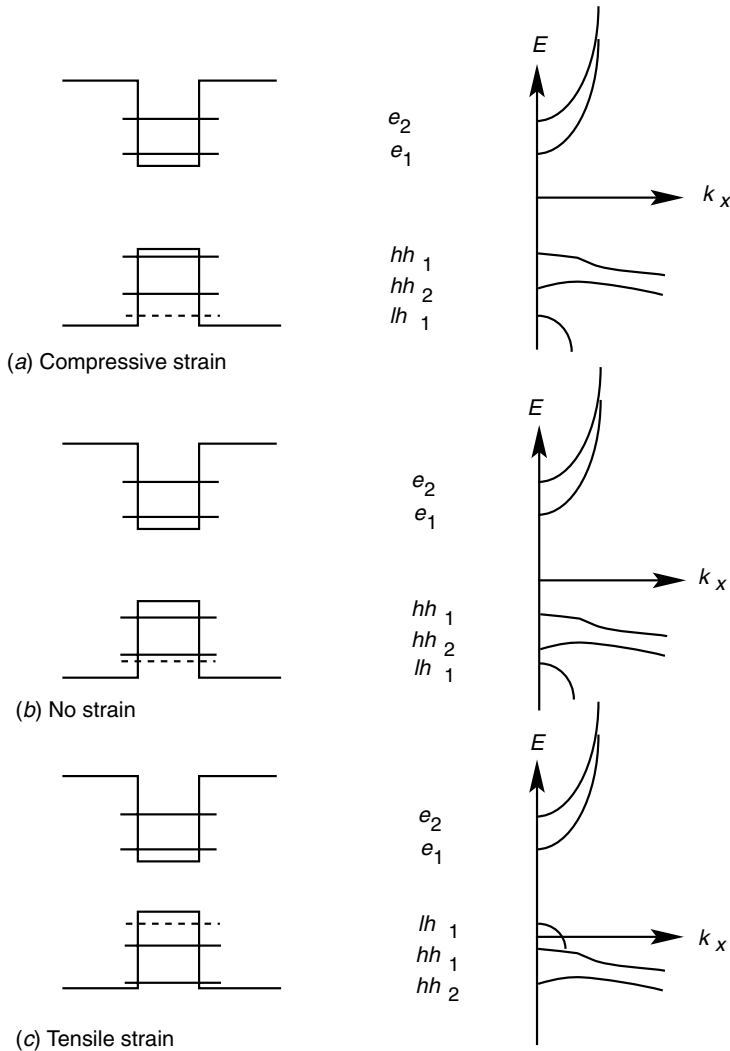 E
e2
e1
kx
hh1
hh2
lh1
(a) Compressive strain
E
e2
e1
kx
hh1
hh2
lh1
(b) No strain
E
e2
e1
lh1
kx
hh1
hh2
(c) Tensile strain